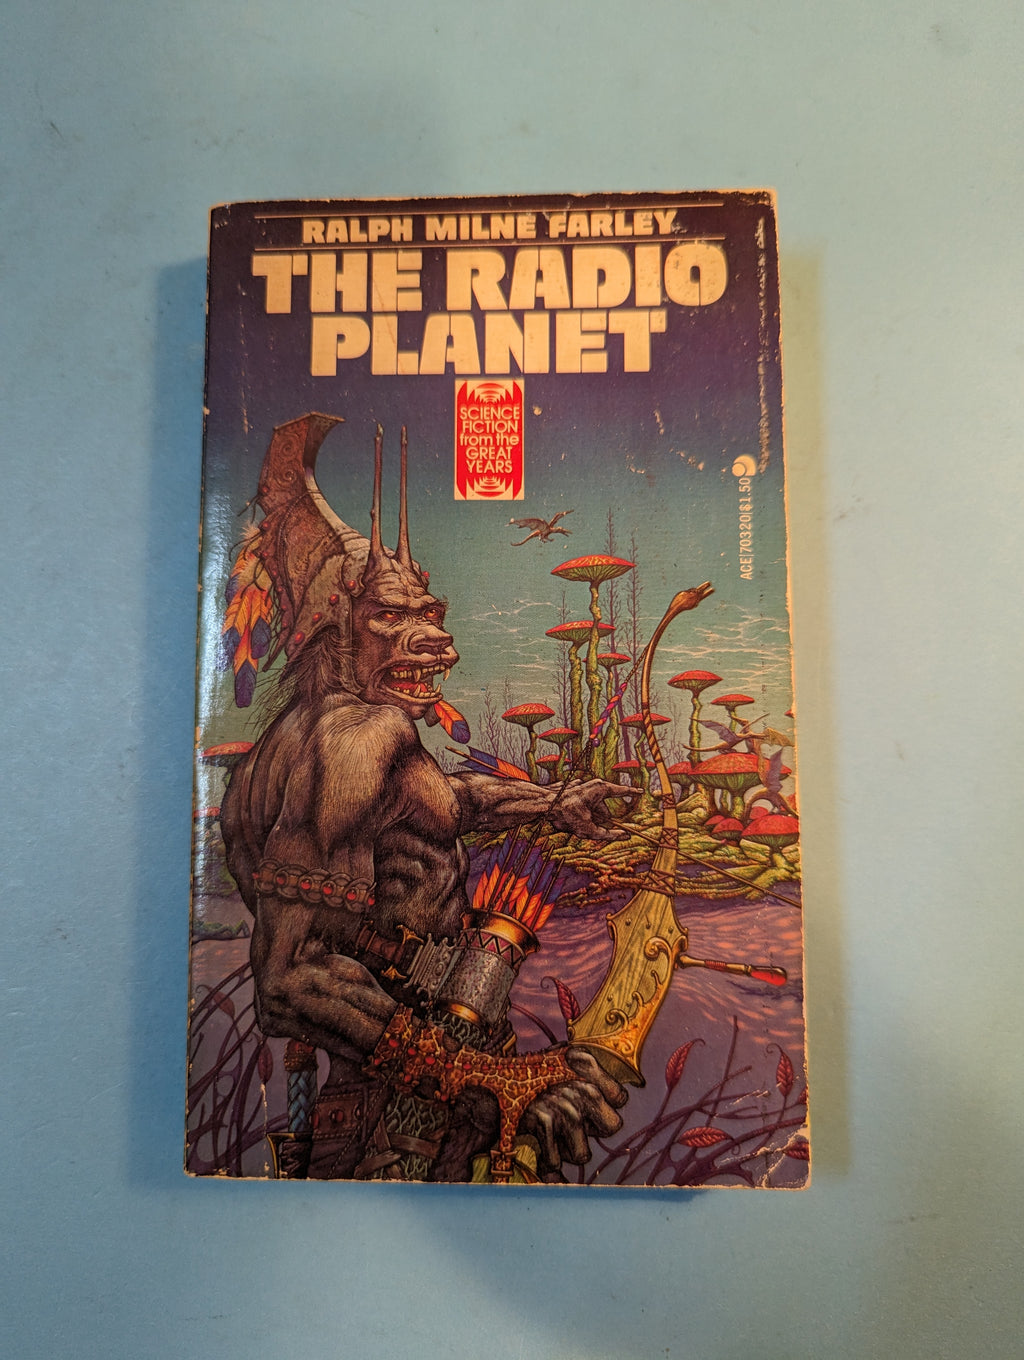 RALPH MILNE FARLEY
THE RADIO
PLANET
SCIENCE
FICTION
from the
GREAT
YEARS
ACE|70320|$1.50